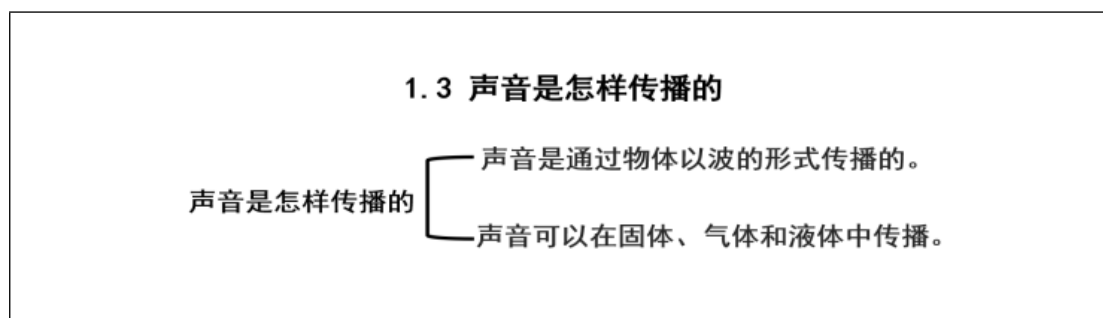 1.3 声音是怎样传播的
声音是通过物体以波的形式传播的。
声音是怎样传播的
声音可以在固体、气体和液体中传播。